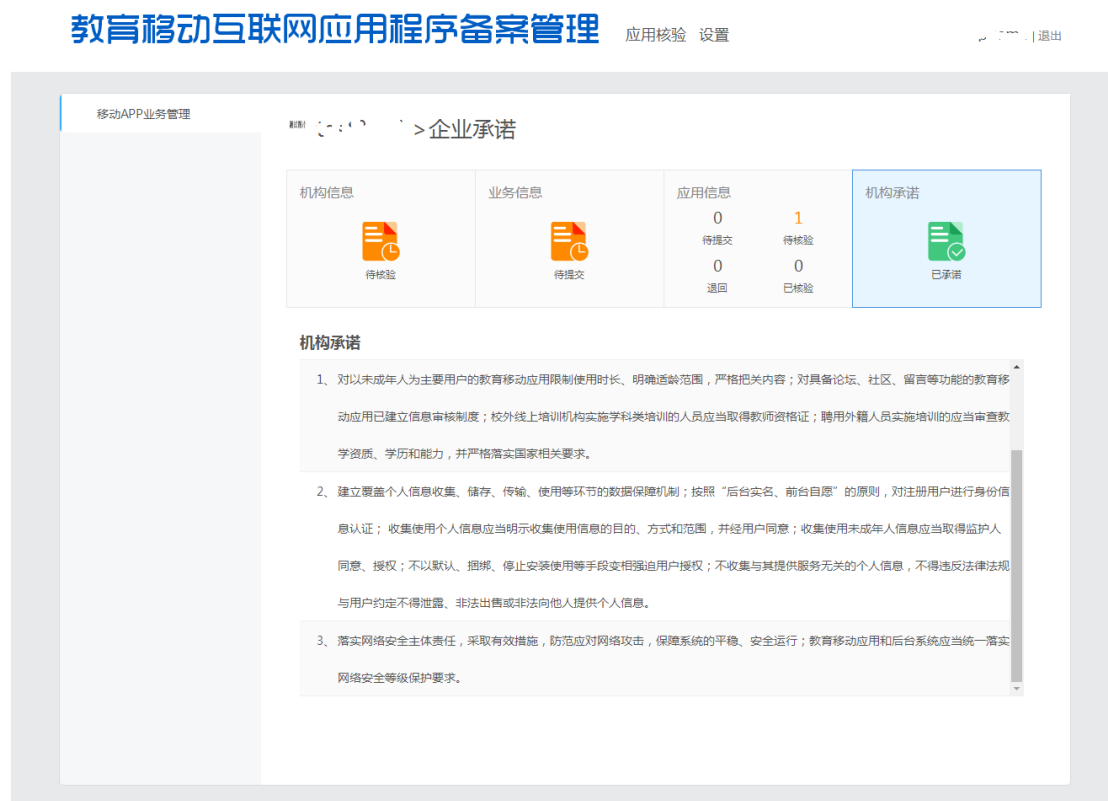 教育移动互联网应用程序备案管理 应用核验 设置
| 退出
移动APP业务管理
>企业承诺
机构信息 业务信息 应用信息 机构承诺
0 1
待提交 待核验
待核验 待提交 已承诺
0 0
退回 已核验
机构承诺
1、 对以未成年人为主要用户的教育移动应用限制使用时长、明确适龄范围，严格把关内容；对具备论坛、社区、留言等功能的教育移
动应用已建立信息审核制度；校外线上培训机构实施学科类培训的人员应当取得教师资格证；聘用外籍人员实施培训的应当审查教
学资质、学历和能力，并严格落实国家相关要求。
2、 建立覆盖个人信息收集、储存、传输、使用等环节的数据保障机制；按照“后台实名、前台自愿”的原则，对注册用户进行身份信
息认证； 收集使用个人信息应当明示收集使用信息的目的、方式和范围，并经用户同意；收集使用未成年人信息应当取得监护人
同意、授权；不以默认、捆绑、停止安装使用等手段变相强迫用户授权；不收集与其提供服务无关的个人信息，不得违反法律法规
与用户约定不得泄露、非法出售或非法向他人提供个人信息。
3、 落实网络安全主体责任，采取有效措施，防范应对网络攻击，保障系统的平稳、安全运行；教育移动应用和后台系统应当统一落实
网络安全等级保护要求。